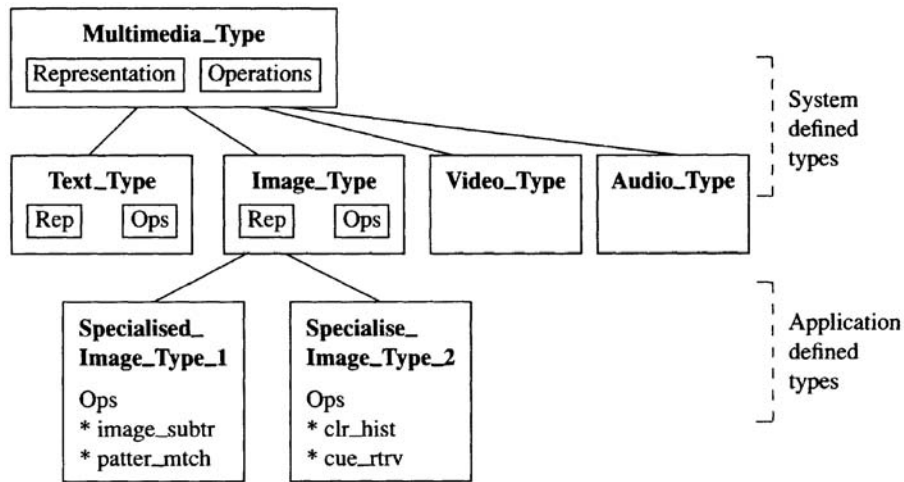 Multimedia_Type
Representation Operations
System
defined
types
Text_Type
Rep Ops
Image_Type
Rep Ops
Video_Type
Audio_Type
Specialised_
Image_Type_1
Ops
* image_subtr
* patter_mtch
Specialise_
Image_Type_2
Ops
* clr_hist
* cue_rtrv
Application
defined
types